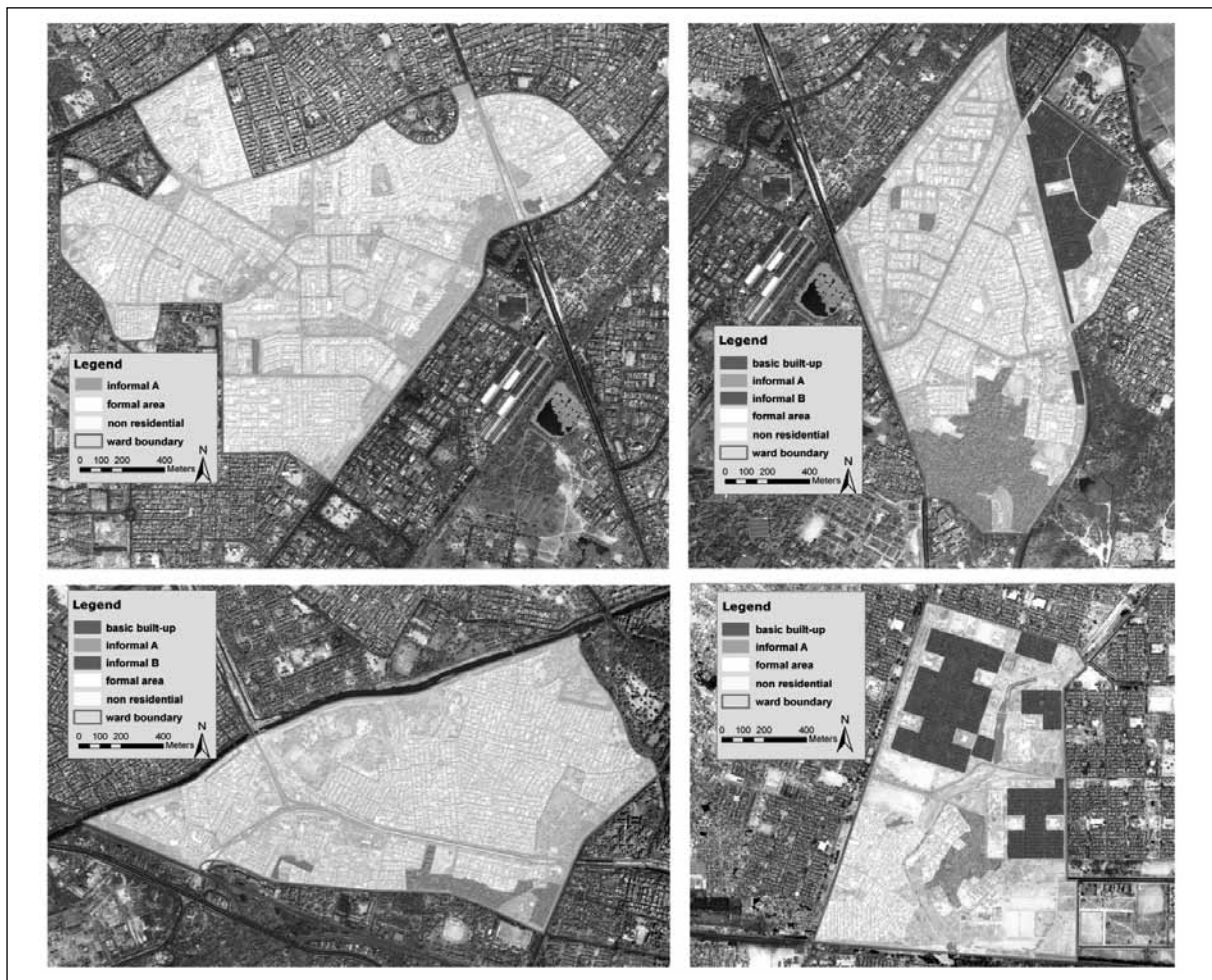 Legend
informal A
formal area
non residential
ward boundary
N
0 100 200 400
Meters
Legend
basic built-up
informal A
informal B
formal area
non residential
ward boundary
N
0 100 200 400
Meters
Legend
basic built-up
informal A
informal B
formal area
non residential
ward boundary
N
0 100 200 400
Meters
Legend
basic built-up
informal A
formal area
non residential
ward boundary
N
0 100 200 400
Meters